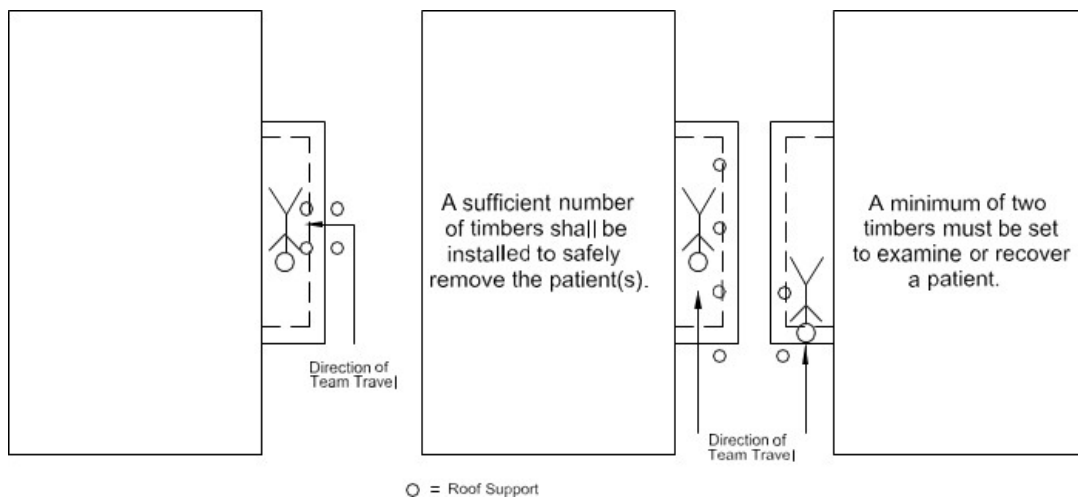 A sufficient number
of timbers shall be
installed to safely
remove the patient(s).
A minimum of two
timbers must be set
to examine or recover
a patient.
Direction of
Team Travel
Direction of
Team Travel
= Roof Support